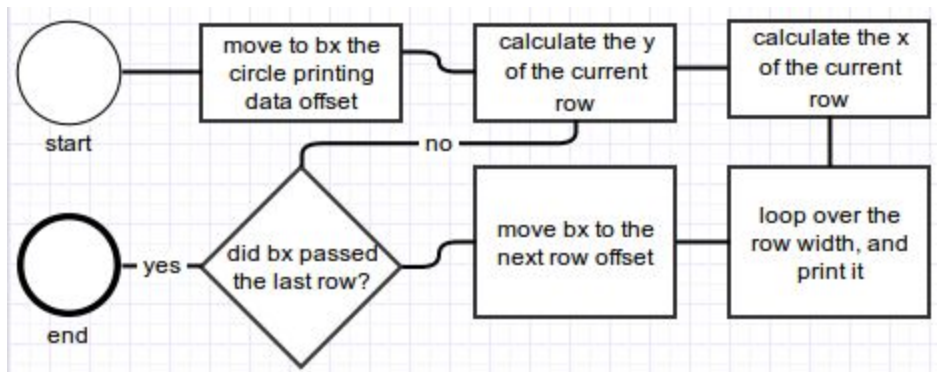 move to bx the
circle printing
data offset
calculate the y
of the current
row
calculate the x
of the current
row
start
no
did bx passed
the last row?
move bx to the
next row offset
loop over the
row width, and
print it
yes
end